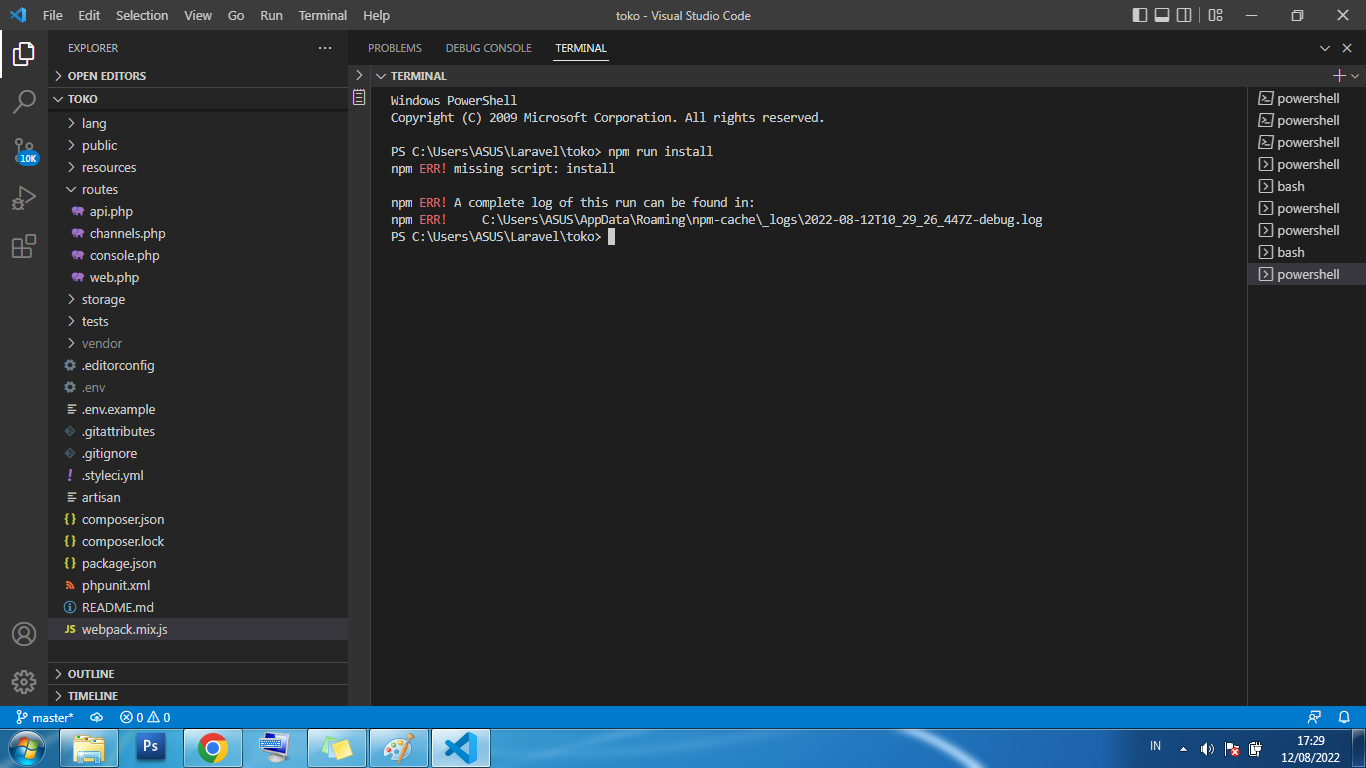 File Edit Selection View Go Run Terminal Help
toko - Visual Studio Code
EXPLORER
OPEN EDITORS
TOKO
lang
public
resources
routes
api.php
channels.php
console.php
web.php
storage
tests
vendor
.editorconfig
.env
.env.example
.gitattributes
.gitignore
.styleci.yml
artisan
composer.json
composer.lock
package.json
phpunit.xml
README.md
JS webpack.mix.js
OUTLINE
TIMELINE
10K
PROBLEMS DEBUG CONSOLE TERMINAL
TERMINAL
Windows PowerShell
Copyright (C) 2009 Microsoft Corporation. All rights reserved.
PS C:\Users\ASUS\Laravel\toko> npm run install
npm ERR! missing script: install
npm ERR! A complete log of this run can be found in:
npm ERR!     C:\Users\ASUS\AppData\Roaming\npm-cache\_logs\2022-08-12T10_29_26_447Z-debug.log
PS C:\Users\ASUS\Laravel\toko>
powershell
powershell
powershell
powershell
bash
powershell
powershell
bash
powershell
master* 0 0
Ps
IN
17:29
12/08/2022